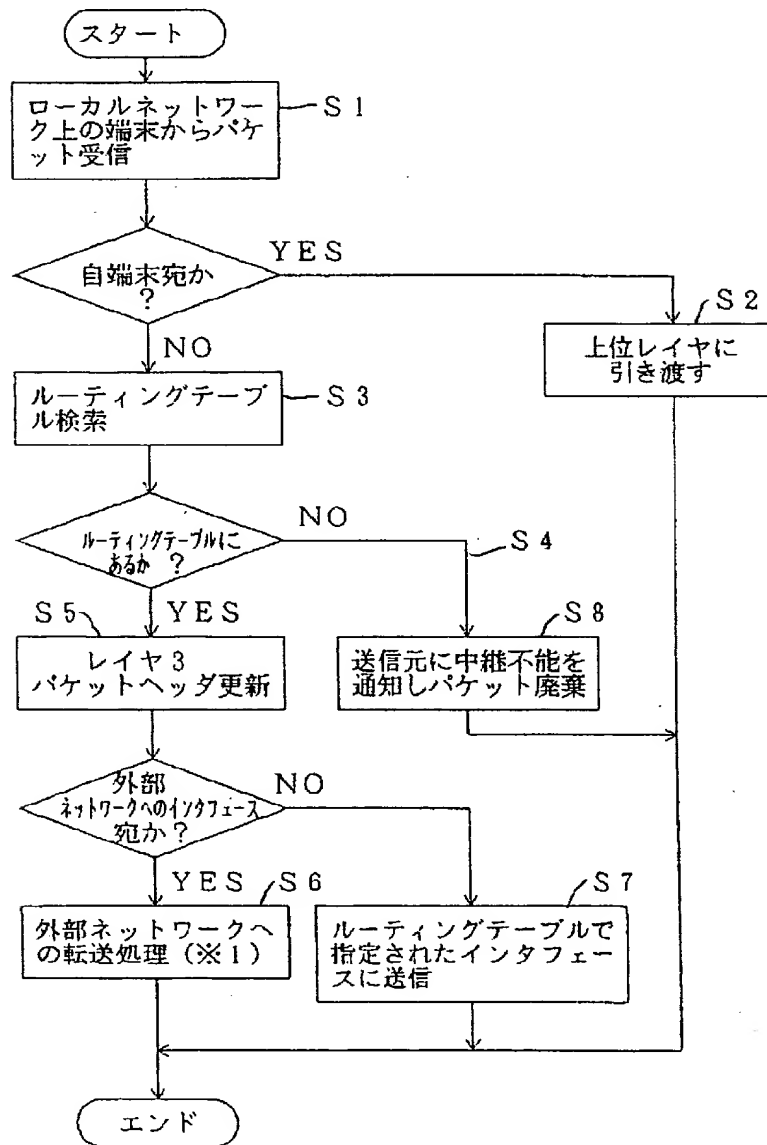 スタート
ローカルネットワー
ク上の端末からパケ
ット受信
S1
自端末宛か
?
YES
NO
S2
上位レイヤに
引き渡す
ルーティングテーブ
ル検索
S3
ルーティングテーブルに
あるか ?
NO
S4
YES
S5
レイヤ3
パケットヘッダ更新
S8
送信元に中継不能を
通知しパケット廃棄
外部
ネットワークへのインタフェース
宛か?
NO
YES
S6
外部ネットワークへ
の転送処理(※1)
S7
ルーティングテーブルで
指定されたインタフェー
スに送信
エンド